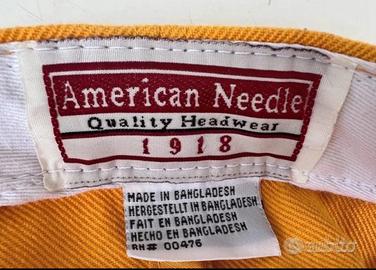 American Needle
Quality Headwear
1918
MADE IN BANGLADESH
HERGESTELLT IN BANGLADESH
FAIT EN BANGLADESH
HECHO EN BANGLADESH
RN# 00476
subito